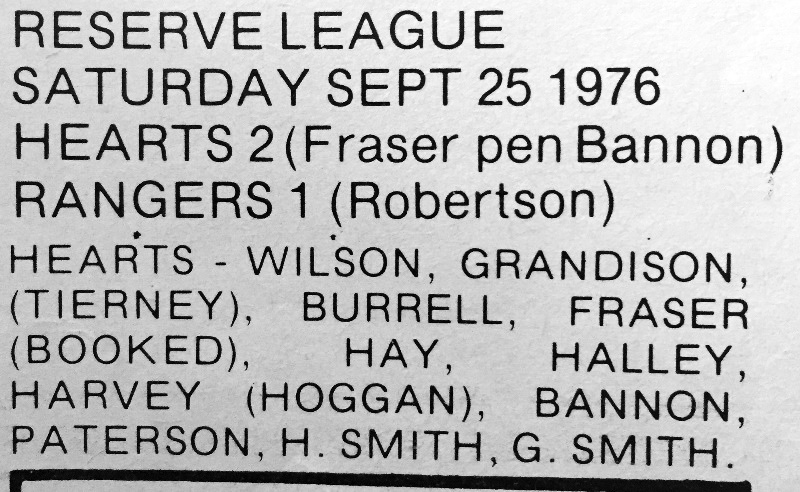 RESERVE LEAGUE
SATURDAY SEPT 25 1976
HEARTS 2 (Fraser pen Bannon)
RANGERS 1 (Robertson)
HEARTS - WILSON, GRANDISON,
(TIERNEY), BURRELL, FRASER
(BOOKED), HAY, HALLEY,
HARVEY (HOGGAN), BANNON,
PATERSON, H. SMITH, G. SMITH.